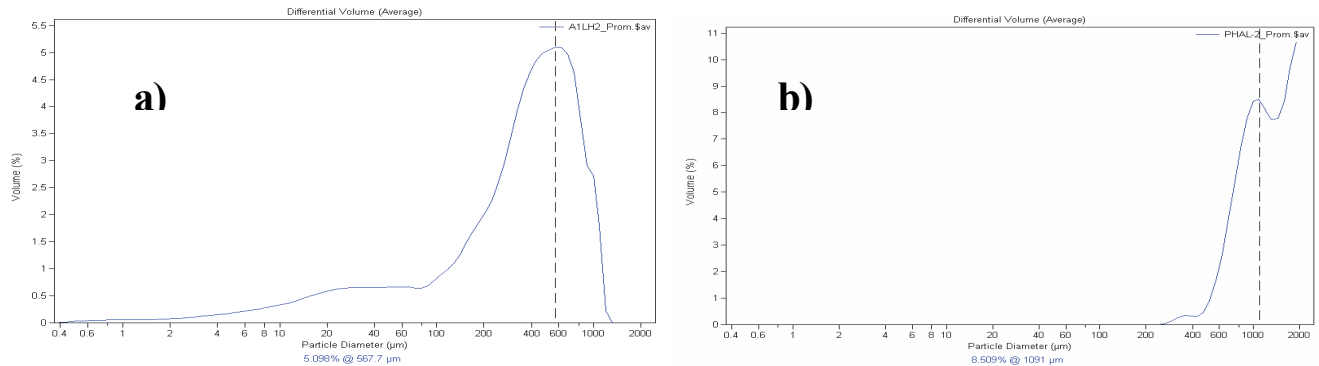 Differential Volume (Average)
A1LH2_Prom.$av
a)
Volume (%)
5.5
5
4.5
4
3.5
3
2.5
2
1.5
1
0.5
0
0.4 0.6 1 2 4 6 8 10 20 40 60 100 200 400 600 1000 2000
Particle Diameter (µm)
5.098% @ 567.7 µm
Differential Volume (Average)
PHAL-2_Prom.$av
b)
Volume (%)
11
10
9
8
7
6
5
4
3
2
1
0
0.4 0.6 1 2 4 6 8 10 20 40 60 100 200 400 600 1000 2000
Particle Diameter (µm)
8.509% @ 1091 µm